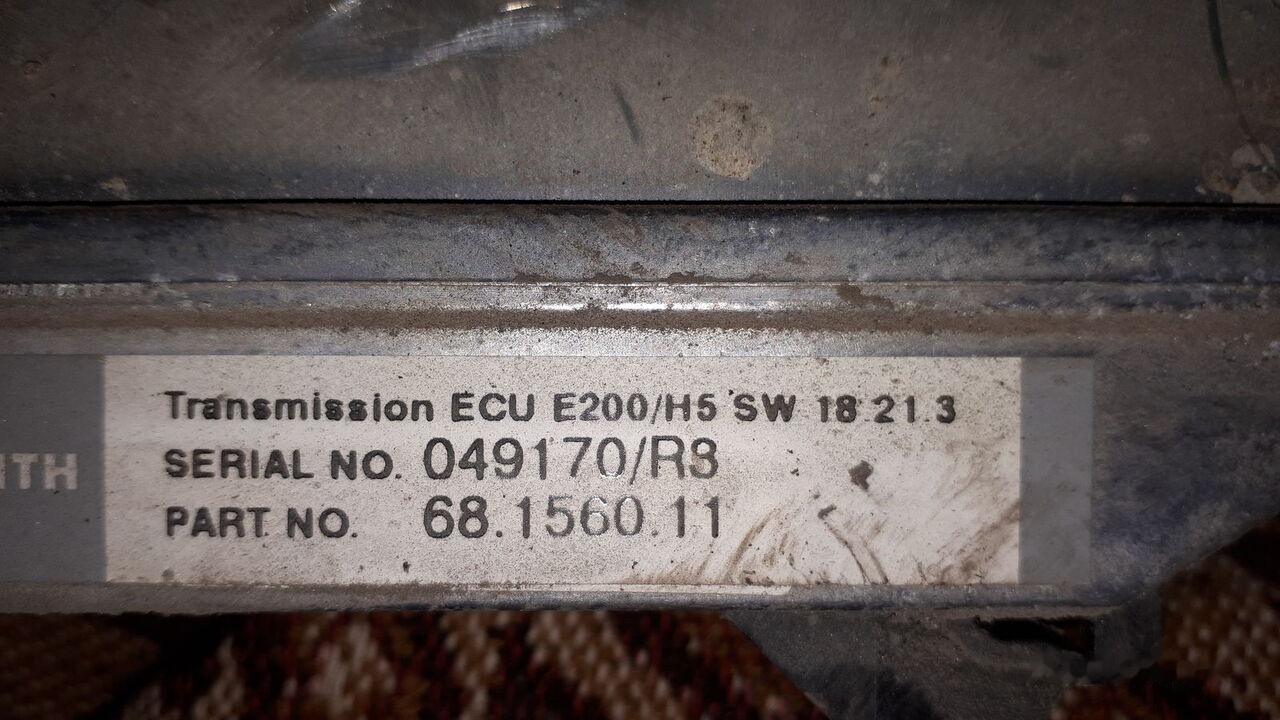 Transmission ECU E200/H5 SW 18.21.3
SERIAL NO. 049170/R8
PART NO. 68.1560.11